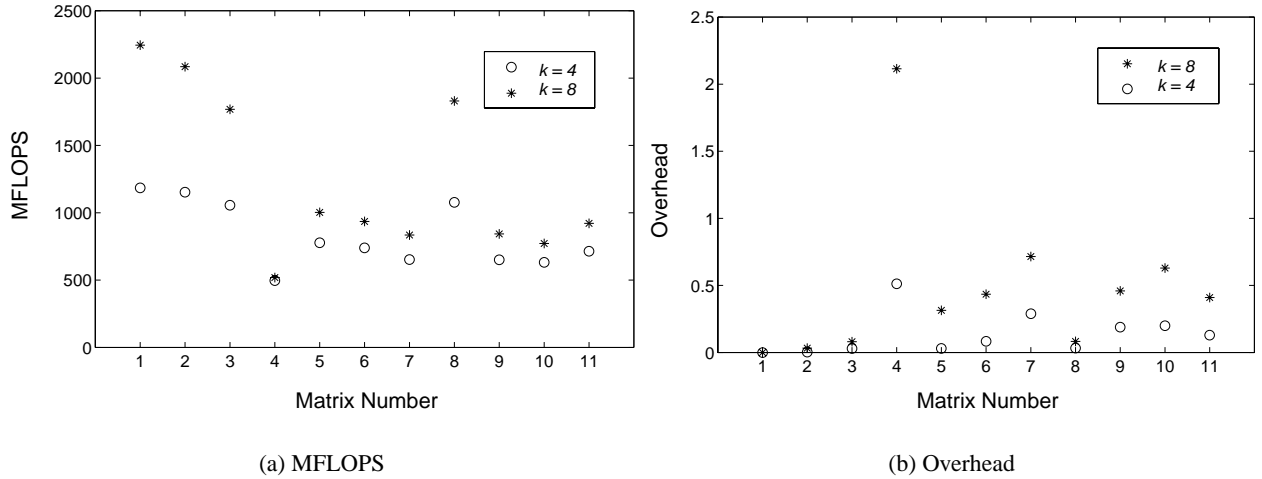 2500
2000
1500
1000
500
0
MFLOPS
1 2 3 4 5 6 7 8 9 10 11
Matrix Number
k = 4
k = 8
(a) MFLOPS
2.5
2
1.5
1
0.5
0
Overhead
1 2 3 4 5 6 7 8 9 10 11
Matrix Number
k = 8
k = 4
(b) Overhead